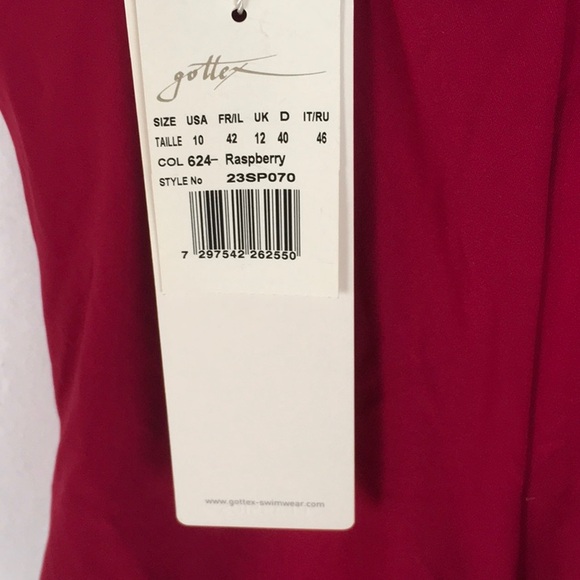 gottex
SIZE USA FR/IL UK D IT/RU
TAILLE 10 42 12 40 46
COL 624– Raspberry
STYLE No 23SP070
7 297542 262550
www.gottex-swimwear.com